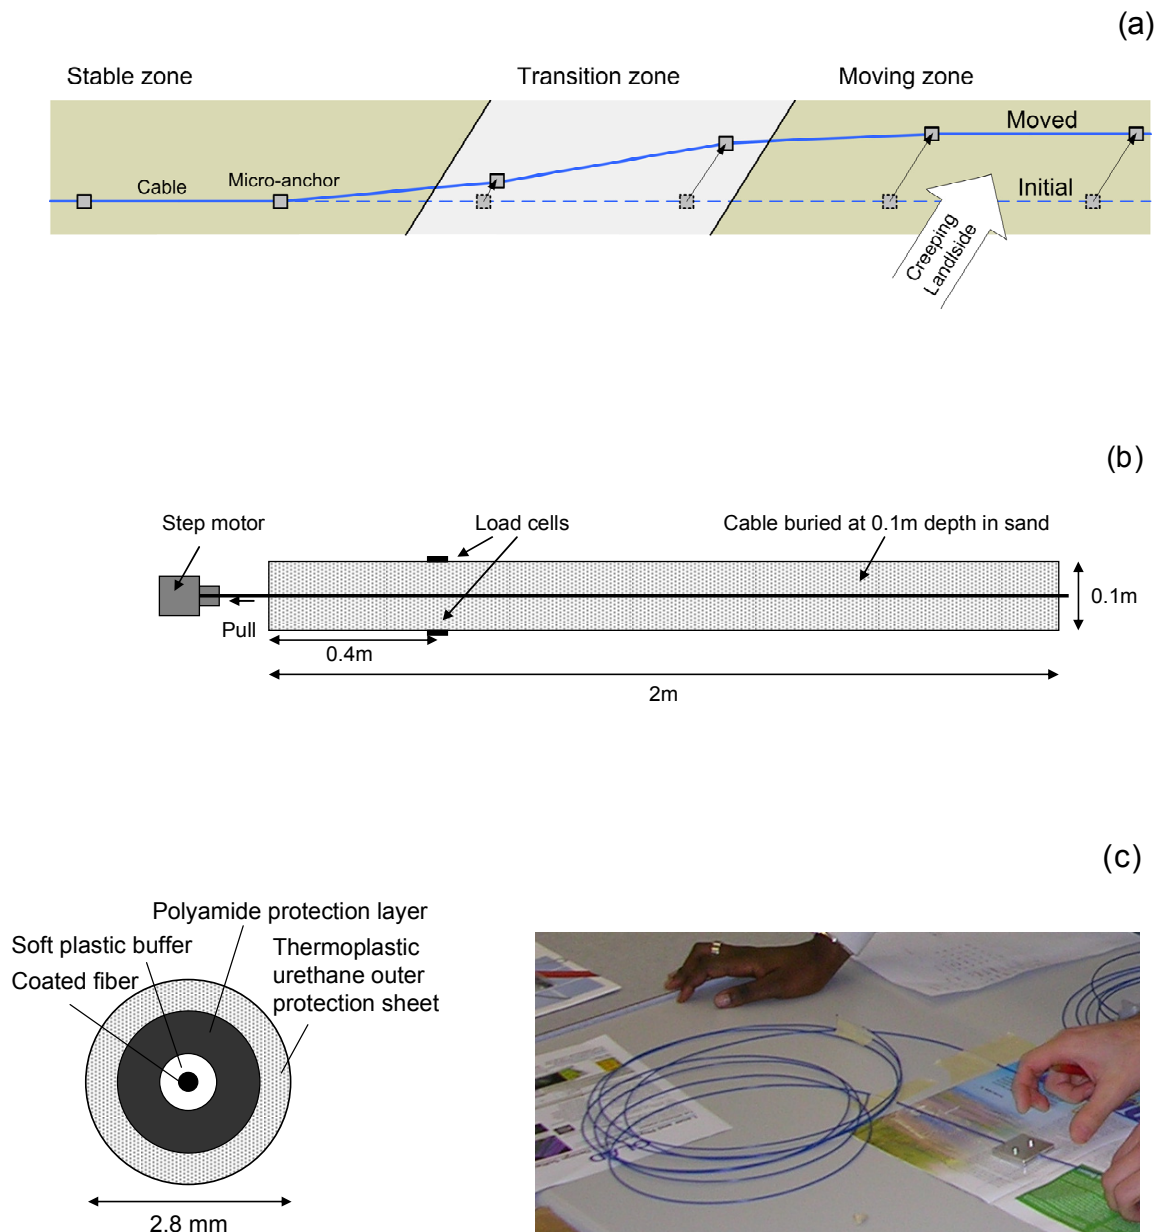 (a)
Stable zone
Transition zone
Moving zone
Moved
Cable
Micro-anchor
Initial
Creeping
Landlside
(b)
Step motor
Load cells
Cable buried at 0.1m depth in sand
Pull
0.1m
0.4m
2m
(c)
Polyamide protection layer
Soft plastic buffer
Coated fiber
Thermoplastic
urethane outer
protection sheet
2.8 mm